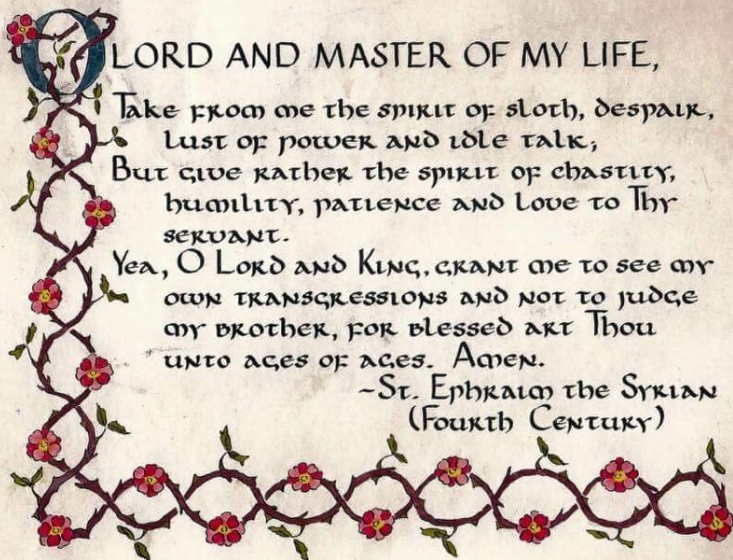 O LORD AND MASTER OF MY LIFE,
Take from me the spirit of sloth, despair,
lust of power and idle talk;
But give rather the spirit of chastity,
humility, patience and love to Thy
servant.
Yea, O Lord and King, grant me to see my
own transgressions and not to judge
my brother, for blessed art Thou
unto ages of ages. Amen.
~St. Ephraim the Syrian
(Fourth Century)